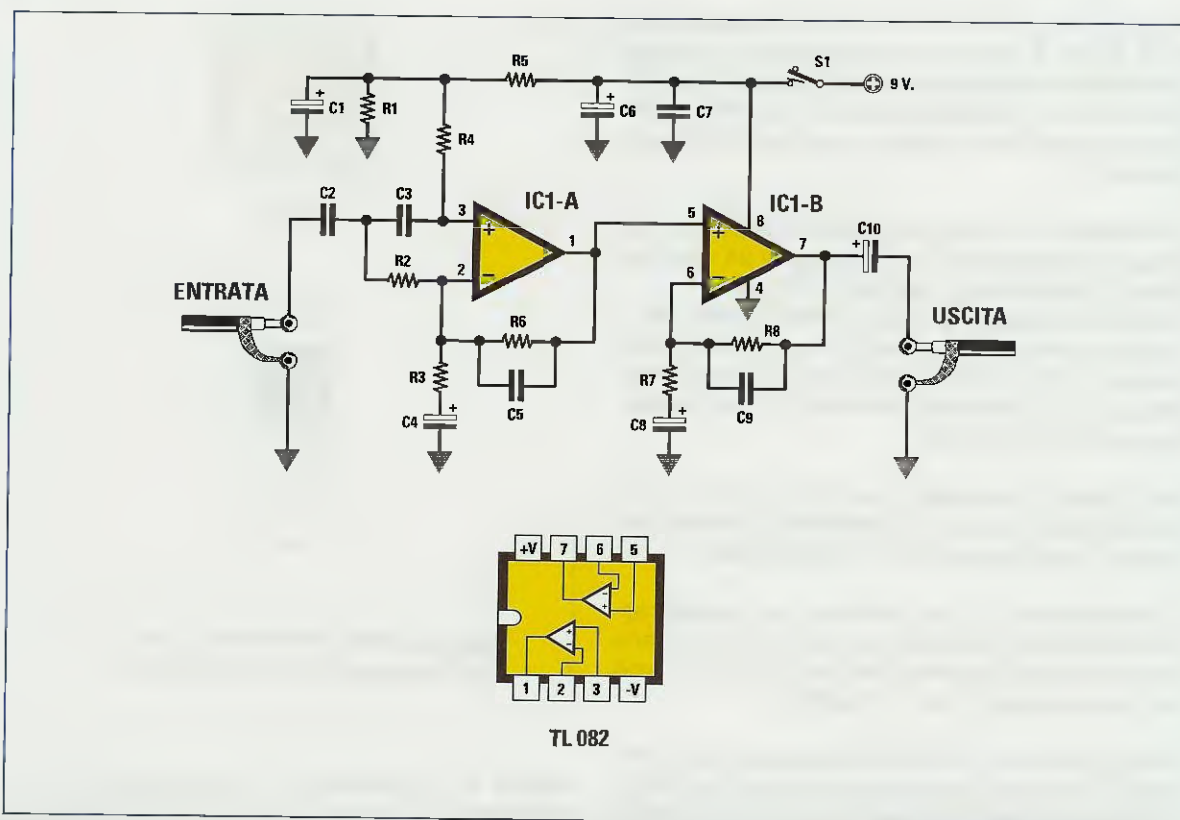 R5
S1
9 V.
C1
R1
R4
C6
C7
C2
C3
IC1-A
IC1-B
3
+
1
5
+
8
7
C10
+
R2
2
−
6
−
4
ENTRATA
USCITA
R6
R8
R3
C5
R7
C9
C4
+
C8
+
+V
7
6
5
1
2
3
-V
TL 082